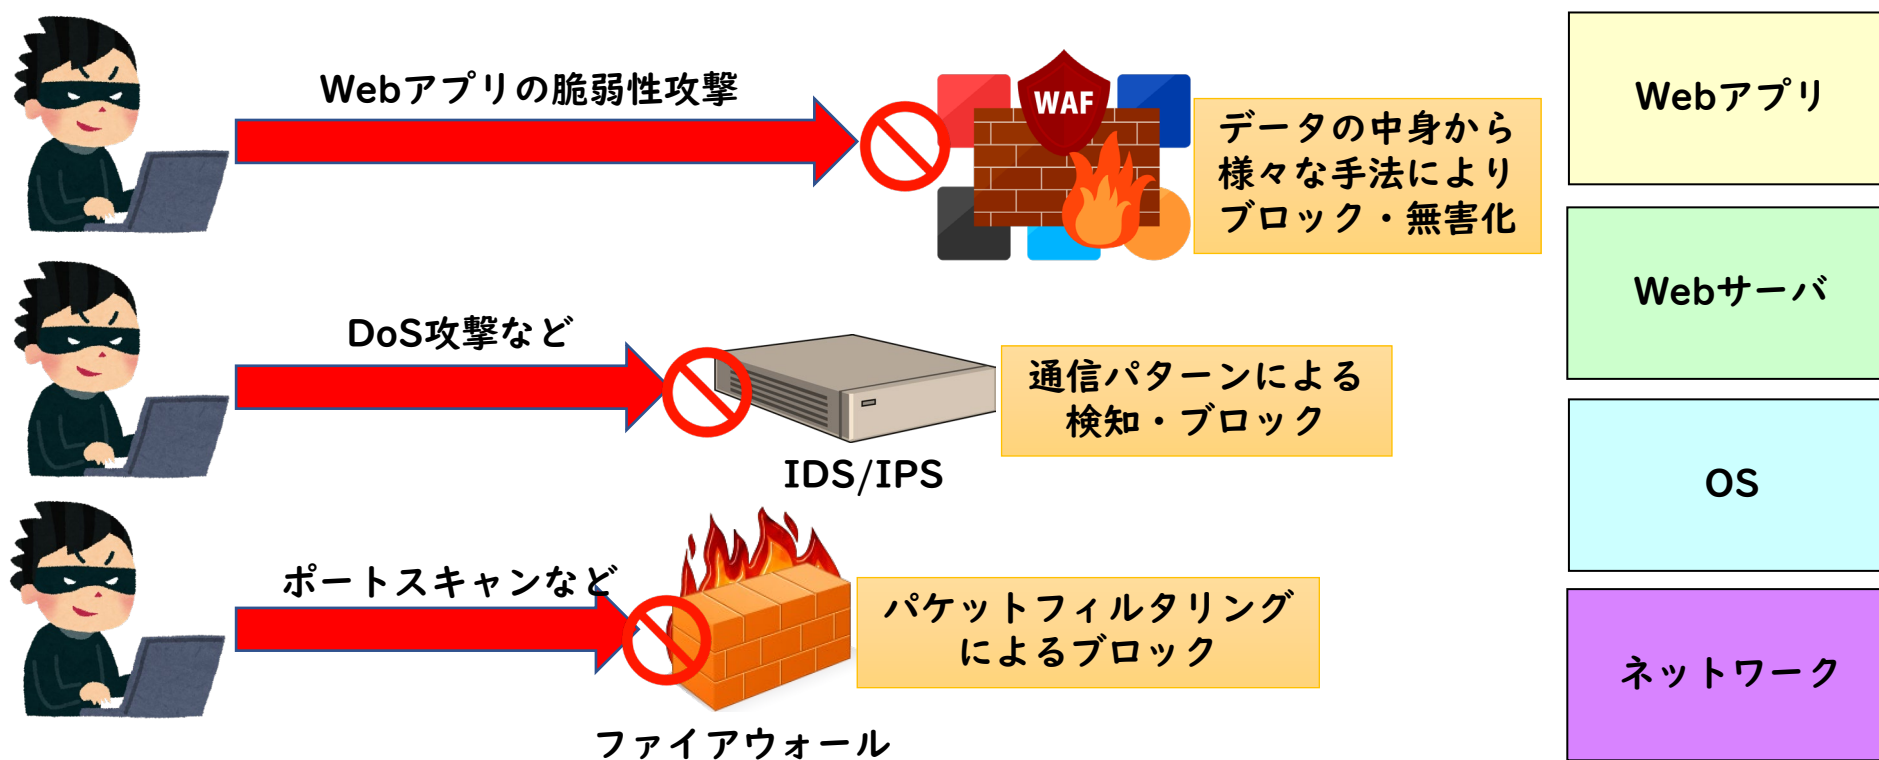 Webアプリの脆弱性攻撃
WAF
データの中身から
様々な手法により
ブロック・無害化
Webアプリ
DoS攻撃など
IDS/IPS
通信パターンによる
検知・ブロック
Webサーバ
OS
ポートスキャンなど
ファイアウォール
パケットフィルタリング
によるブロック
ネットワーク